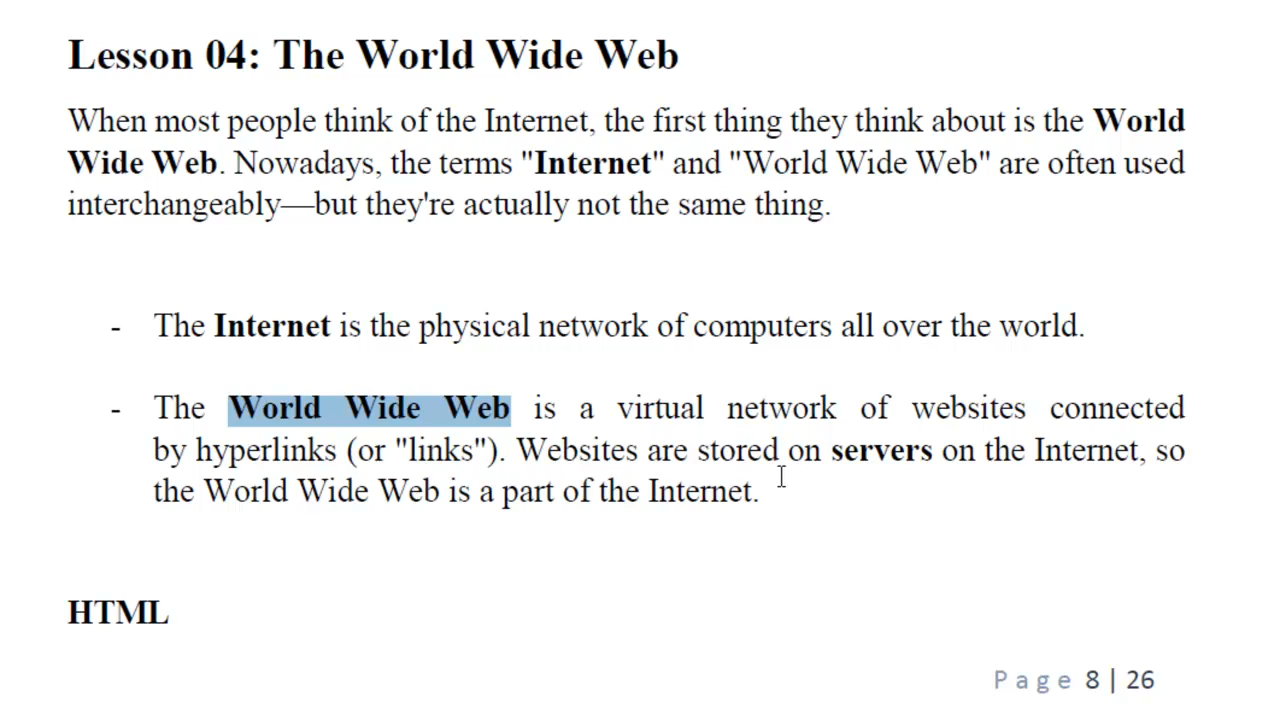 Lesson 04: The World Wide Web
When most people think of the Internet, the first thing they think about is the World
Wide Web. Nowadays, the terms "Internet" and "World Wide Web" are often used
interchangeably—but they're actually not the same thing.
- The Internet is the physical network of computers all over the world.
- The World Wide Web is a virtual network of websites connected
by hyperlinks (or "links"). Websites are stored on servers on the Internet, so
the World Wide Web is a part of the Internet.
HTML
Page 8 | 26